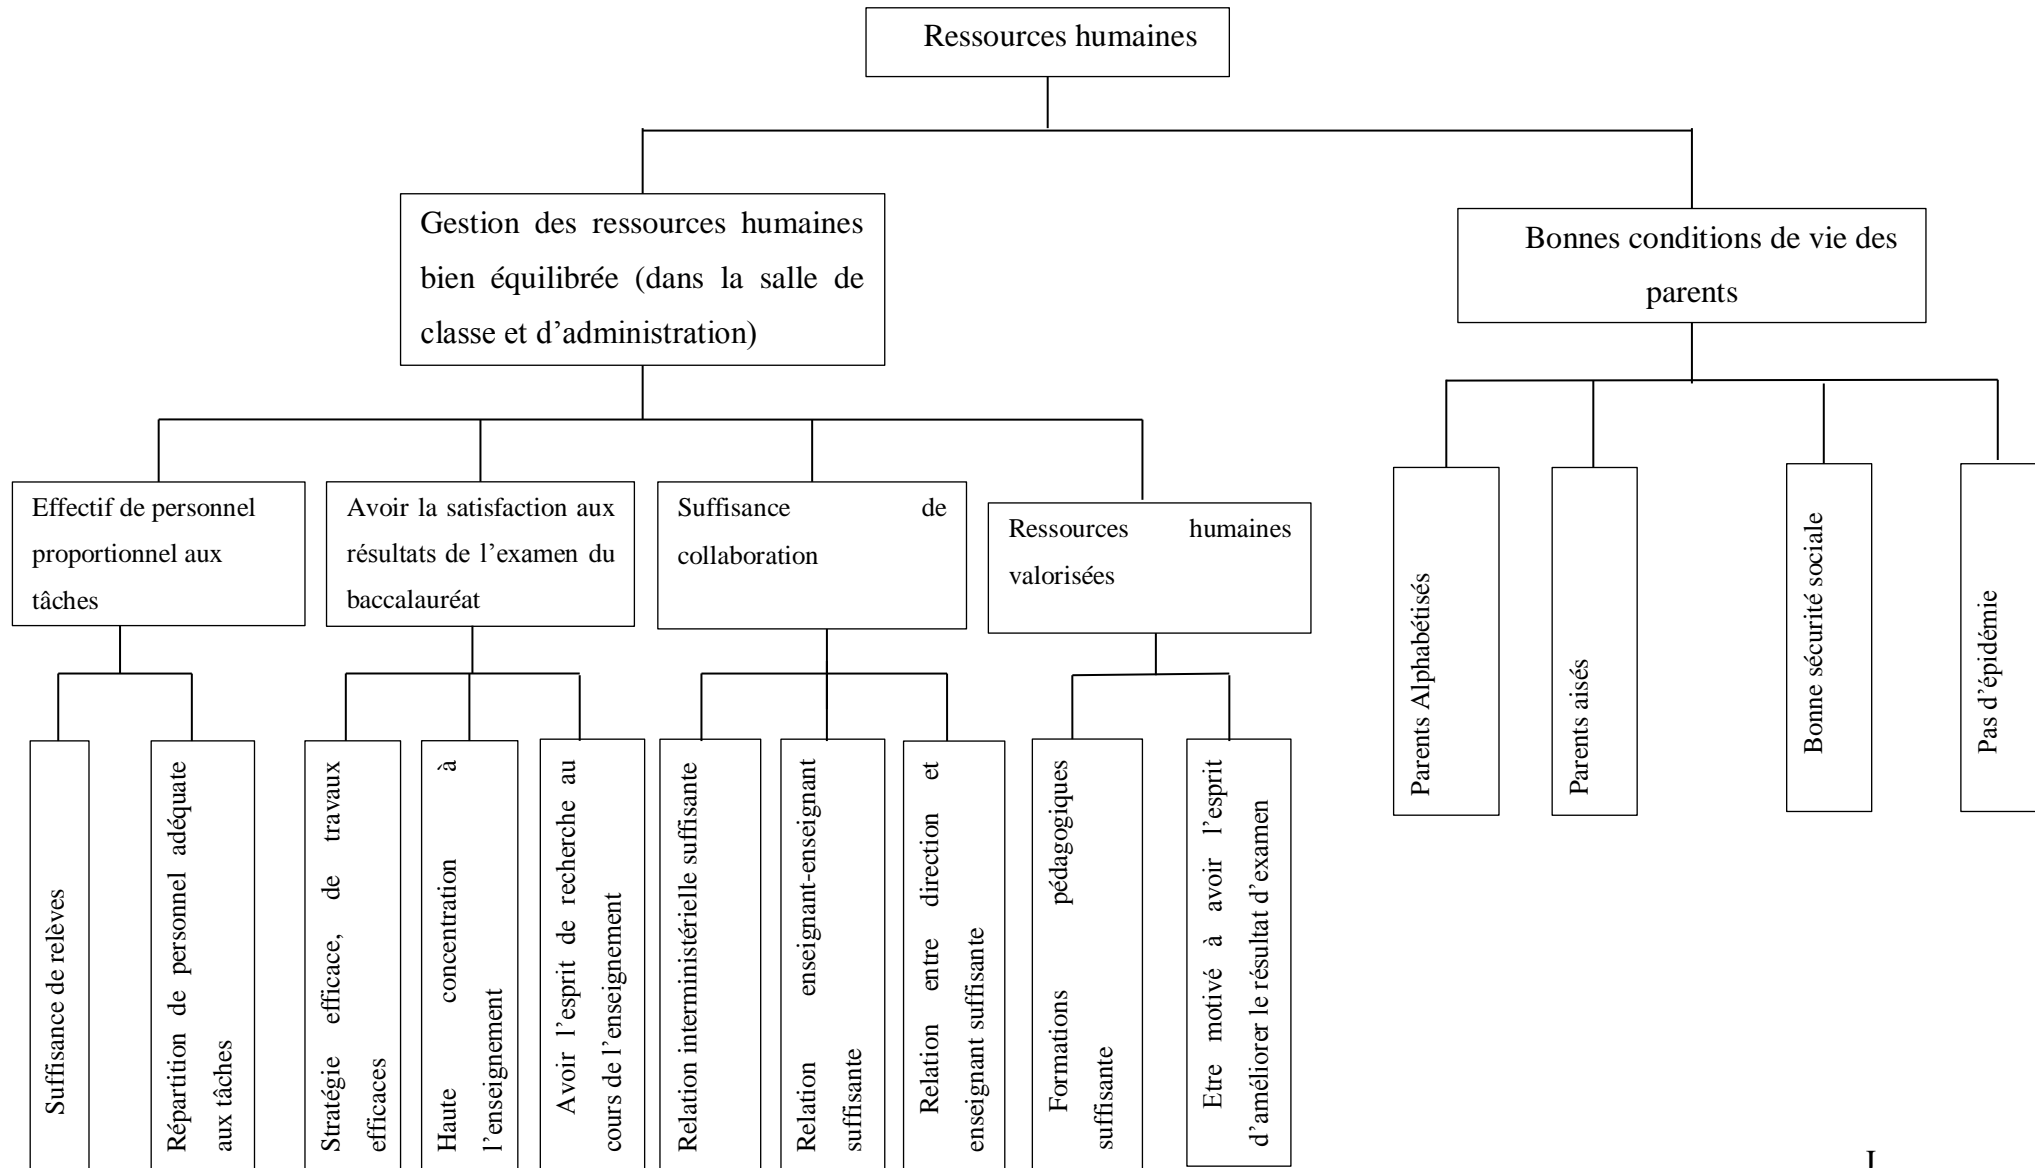 Ressources humaines
Gestion des ressources humaines
bien équilibrée (dans la salle de
classe et d’administration)
Bonnes conditions de vie des
parents
Effectif de personnel
proportionnel aux
tâches
Avoir la satisfaction aux
résultats de l’examen du
baccalauréat
Suffisance de
collaboration
Ressources humaines
valorisées
Parents Alphabétisés
Parents aisés
Bonne sécurité sociale
Pas d’épidémie
Suffisance de relèves
Répartition de personnel adéquate
aux tâches
Stratégie efficace, de travaux
efficaces
Haute concentration à
l’enseignement
Avoir l’esprit de recherche au
cours de l’enseignement
Relation interministérielle suffisante
Relation enseignant-enseignant
suffisante
Relation entre direction et
enseignant suffisante
Formations pédagogiques
suffisante
Etre motivé à avoir l’esprit
d’améliorer le résultat d’examen
I